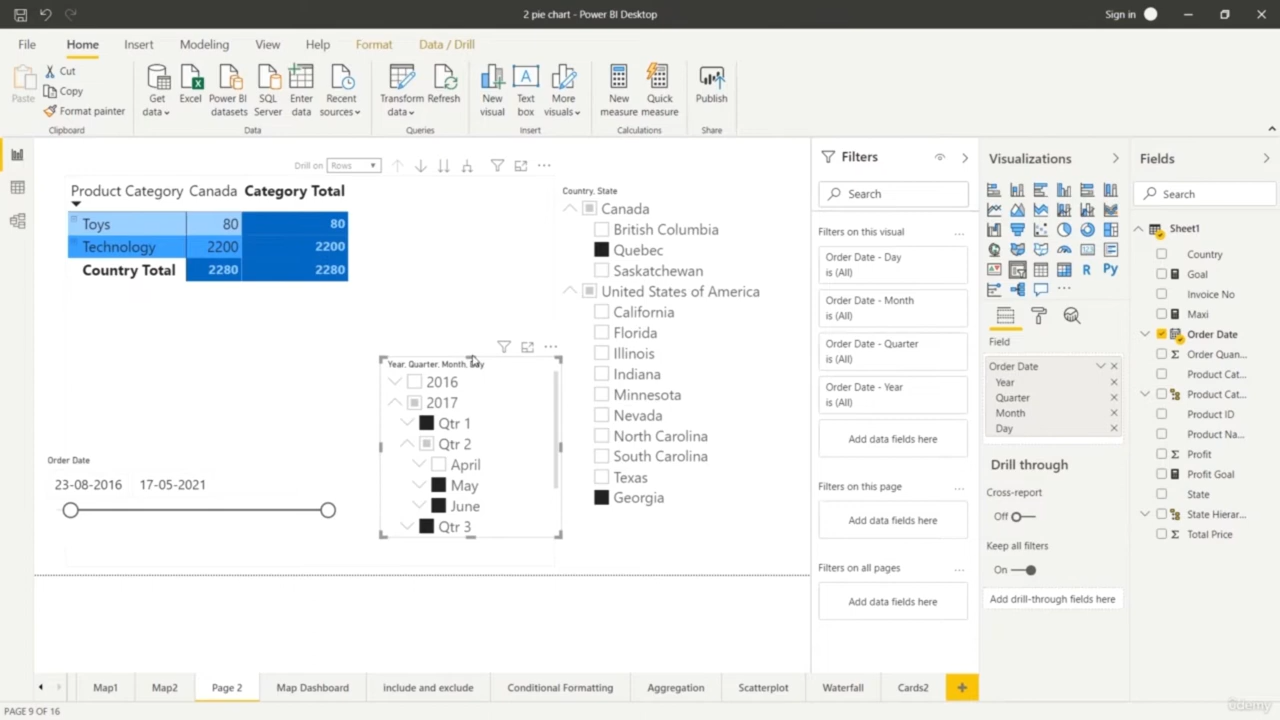 2 pie chart - Power BI Desktop
Sign in
File Home Insert Modeling View Help Format Data / Drill
Paste
Cut
Copy
Format painter
Clipboard
Get data
Excel
Power BI datasets
SQL Server
Enter data
Recent sources
Data
Transform data
Refresh
Queries
New visual
Text box
More visuals
Insert
New measure
Quick measure
Calculations
Publish
Share
Drill on Rows
Product Category Canada Category Total
Toys 80 80
Technology 2200 2200
Country Total 2280 2280
Country, State
Canada
British Columbia
Quebec
Saskatchewan
United States of America
California
Florida
Illinois
Indiana
Minnesota
Nevada
North Carolina
South Carolina
Texas
Georgia
Year, Quarter, Month, Day
2016
2017
Qtr 1
Qtr 2
April
May
June
Qtr 3
Order Date
23-08-2016 17-05-2021
Filters
Search
Filters on this visual ...
Order Date - Day
is (All)
Order Date - Month
is (All)
Order Date - Quarter
is (All)
Order Date - Year
is (All)
Add data fields here
Filters on this page ...
Add data fields here
Filters on all pages ...
Add data fields here
Visualizations
R Py
Field
Order Date
Year
Quarter
Month
Day
Drill through
Cross-report
Off
Keep all filters
On
Add drill-through fields here
Fields
Search
Sheet1
Country
Goal
Invoice No
Maxi
Order Date
Order Quan...
Product Cat...
Product Cat...
Product ID
Product Na...
Profit
Profit Goal
State
State Hierar...
Total Price
Map1 Map2 Page 2 Map Dashboard include and exclude Conditional Formatting Aggregation Scatterplot Waterfall Cards2 +
PAGE 9 OF 16
ûdemy